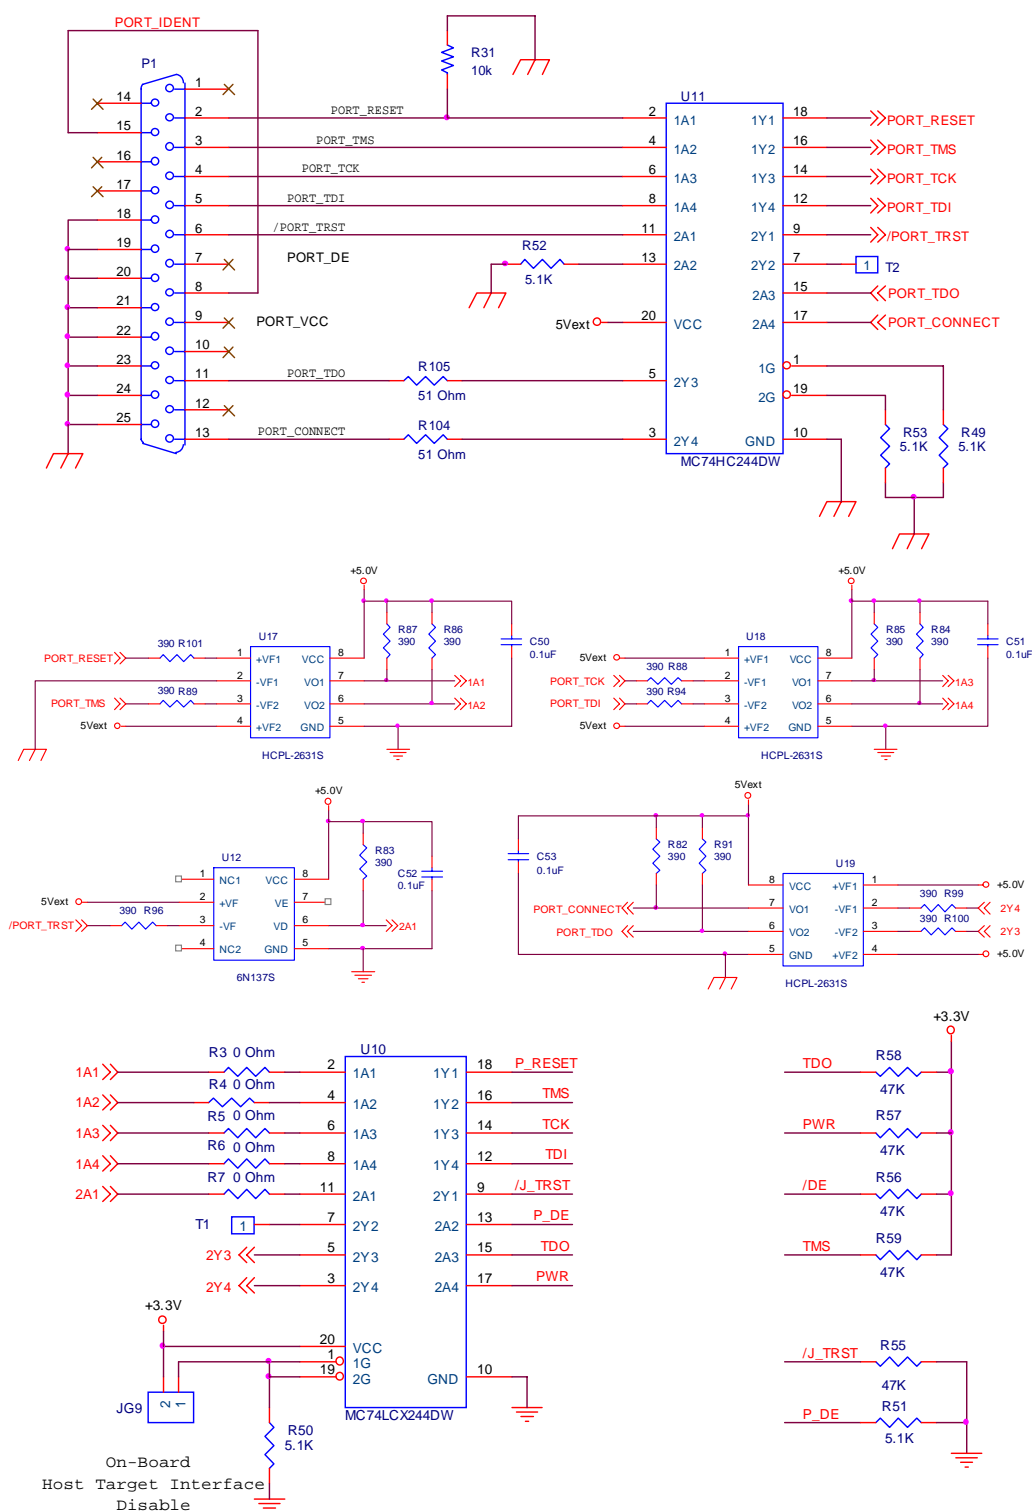 PORT_IDENT
P1
R31
10k
U11
1
14
2 PORT_RESET 2 1A1 1Y1 18 PORT_RESET
15
3 PORT_TMS 4 1A2 1Y2 16 PORT_TMS
16
4 PORT_TCK 6 1A3 1Y3 14 PORT_TCK
17
5 PORT_TDI 8 1A4 1Y4 12 PORT_TDI
18
6 /PORT_TRST 11 2A1 2Y1 9 /PORT_TRST
19
7 PORT_DE R52 5.1K 13 2A2 2Y2 7 1 T2
20
8 2A3 15 PORT_TDO
21
9 PORT_VCC 5Vext 20 VCC 2A4 17 PORT_CONNECT
22
10 1G 1
23
11 PORT_TDO R105 51 Ohm 5 2Y3 2G 19
24
12 R53 5.1K R49 5.1K
25
13 PORT_CONNECT R104 51 Ohm 3 2Y4 GND 10
MC74HC244DW
+5.0V
U17
R87 390
R86 390
C50 0.1uF
PORT_RESET 390 R101 1 +VF1 VCC 8
2 -VF1 VO1 7 1A1
PORT_TMS 390 R89 3 -VF2 VO2 6 1A2
5Vext 4 +VF2 GND 5
HCPL-2631S
+5.0V
U18
R85 390
R84 390
C51 0.1uF
5Vext 1 +VF1 VCC 8
PORT_TCK 390 R88 2 -VF1 VO1 7 1A3
PORT_TDI 390 R94 3 -VF2 VO2 6 1A4
5Vext 4 +VF2 GND 5
HCPL-2631S
+5.0V
U12
R83 390
C52 0.1uF
1 NC1 VCC 8
5Vext 2 +VF VE 7
/PORT_TRST 390 R96 3 -VF VD 6 2A1
4 NC2 GND 5
6N137S
5Vext
C53 0.1uF
R82 390
R91 390
U19
8 VCC +VF1 1 +5.0V
PORT_CONNECT 7 VO1 -VF1 2 390 R99 2Y4
PORT_TDO 6 VO2 -VF2 3 390 R100 2Y3
5 GND +VF2 4 +5.0V
HCPL-2631S
U10
1A1 R3 0 Ohm 2 1A1 1Y1 18 P_RESET
1A2 R4 0 Ohm 4 1A2 1Y2 16 TMS
1A3 R5 0 Ohm 6 1A3 1Y3 14 TCK
1A4 R6 0 Ohm 8 1A4 1Y4 12 TDI
2A1 R7 0 Ohm 11 2A1 2Y1 9 /J_TRST
T1 1 7 2Y2 2A2 13 P_DE
2Y3 5 2Y3 2A3 15 TDO
2Y4 3 2Y4 2A4 17 PWR
+3.3V
20 VCC
1 1G
19 2G GND 10
JG9 2 1
MC74LCX244DW
R50
5.1K
On-Board
Host Target Interface
Disable
+3.3V
TDO R58
47K
PWR R57
47K
/DE R56
47K
TMS R59
47K
/J_TRST R55
47K
P_DE R51
5.1K